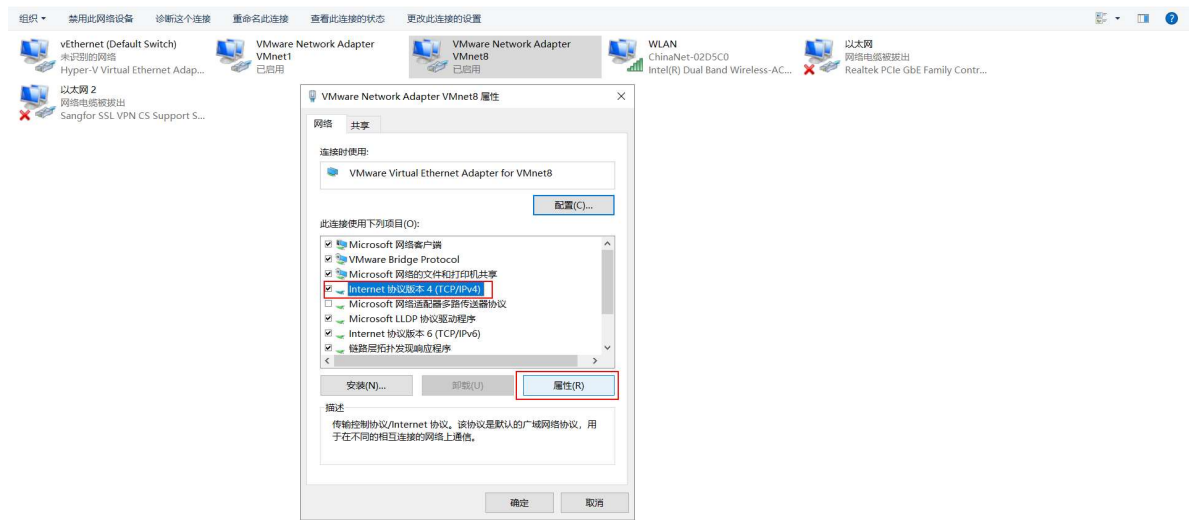 组织 禁用此网络设备 诊断这个连接 重命名此连接 查看此连接的状态 更改此连接的设置
vEthernet (Default Switch)
未识别的网络
Hyper-V Virtual Ethernet Adap...
VMware Network Adapter
VMnet1
已启用
VMware Network Adapter
VMnet8
已启用
WLAN
ChinaNet-02D5C0
Intel(R) Dual Band Wireless-AC...
以太网
网络电缆被拔出
Realtek PCIe GbE Family Contr...
以太网 2
网络电缆被拔出
Sangfor SSL VPN CS Support S...
VMware Network Adapter VMnet8 属性
网络 共享
连接时使用:
VMware Virtual Ethernet Adapter for VMnet8
配置(C)...
此连接使用下列项目(O):
Microsoft 网络客户端
VMware Bridge Protocol
Microsoft 网络的文件和打印机共享
Internet 协议版本 4 (TCP/IPv4)
Microsoft 网络适配器多路传送器协议
Microsoft LLDP 协议驱动程序
Internet 协议版本 6 (TCP/IPv6)
链路层拓扑发现响应程序
安装(N)... 卸载(U) 属性(R)
描述
传输控制协议/Internet 协议。该协议是默认的广域网络协议，用
于在不同的相互连接的网络上通信。
确定 取消